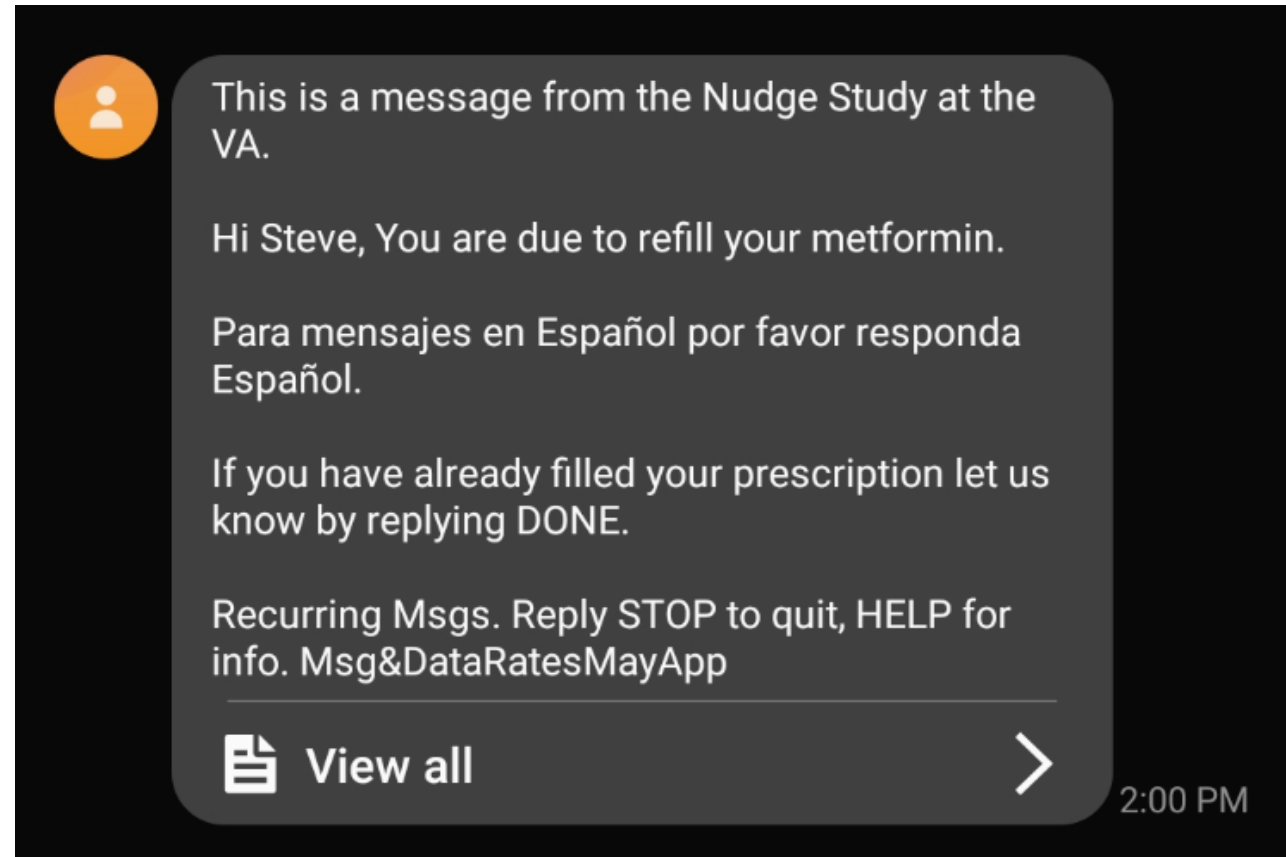 This is a message from the Nudge Study at the
VA.
Hi Steve, You are due to refill your metformin.
Para mensajes en Español por favor responda
Español.
If you have already filled your prescription let us
know by replying DONE.
Recurring Msgs. Reply STOP to quit, HELP for
info. Msg&DataRatesMayApp
View all
2:00 PM